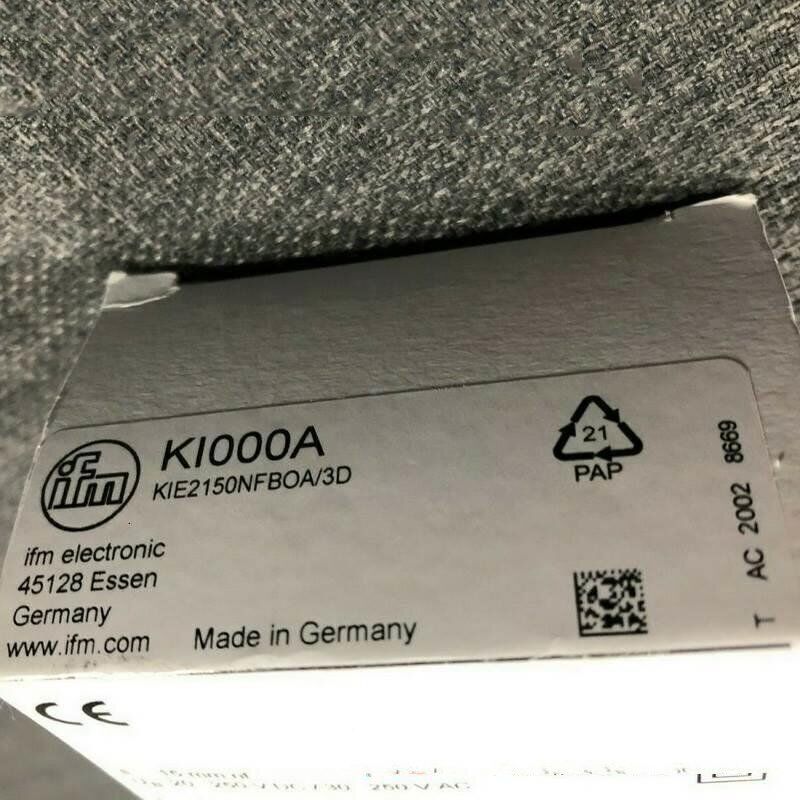 ifm
KI000A
KIE2150NFBOA/3D
21
PAP
ifm electronic
45128 Essen
Germany
www.ifm.com
Made in Germany
T AC 2002 8669
CE